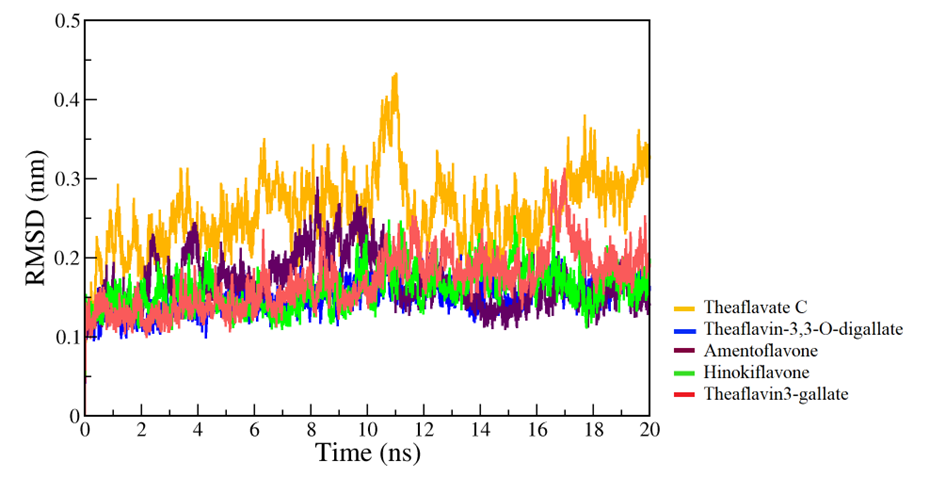 0.5
0.4
0.3
0.2
0.1
0
RMSD (nm)
0 2 4 6 8 10 12 14 16 18 20
Time (ns)
Theaflavate C
Theaflavin-3,3-O-digallate
Amentoflavone
Hinokiflavone
Theaflavin3-gallate